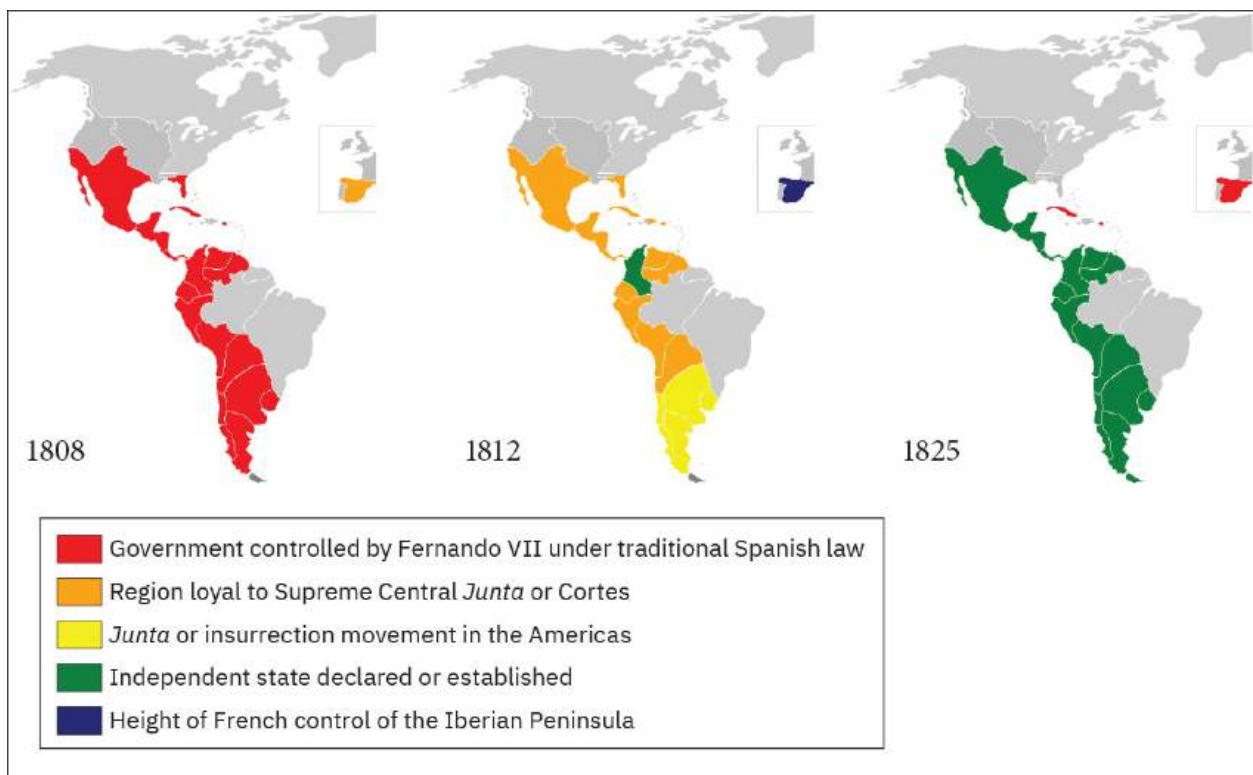 1808
1812
1825
Government controlled by Fernando VII under traditional Spanish law
Region loyal to Supreme Central Junta or Cortes
Junta or insurrection movement in the Americas
Independent state declared or established
Height of French control of the Iberian Peninsula